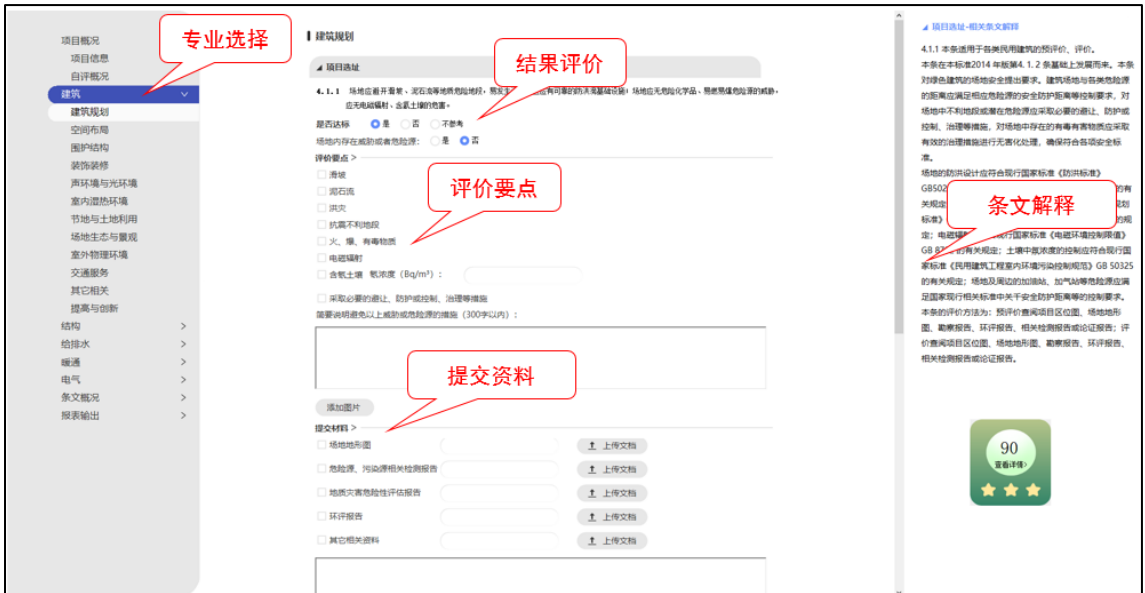 项目概况
项目信息
自评概况
建筑
建筑规划
空间布局
围护结构
装饰装修
声环境与光环境
室内湿热环境
节地与土地利用
场地生态与景观
室外物理环境
交通服务
其它相关
提高与创新
结构
给排水
暖通
电气
条文概况
报表输出
专业选择
建筑规划
项目选址
结果评价
4.1.1 场地应避开滑坡、泥石流等地质危险地段，易发生
应有可靠的防洪涝基础设施；场地应无危险化学品、易燃易爆危险源的威胁，
应无电磁辐射、含氡土壤的危害。
是否达标 是 否 不参考
场地内存在威胁或者危险源： 是 否
评价要点 >
滑坡
泥石流
洪灾
抗震不利地段
火、爆、有毒物质
电磁辐射
含氡土壤 氡浓度（Bq/m³）：
评价要点
采取必要的避让、防护或控制、治理等措施
简要说明避免以上威胁或危险源的措施（300字以内）：
提交资料
添加图片
提交材料 >
场地地形图 上传文档
危险源、污染源相关检测报告 上传文档
地质灾害危险性评估报告 上传文档
环评报告 上传文档
其它相关资料 上传文档
项目选址-相关条文解释
4.1.1 本条适用于各类民用建筑的预评价、评价。
本条在本标准2014 年版第4. 1. 2 条基础上发展而来。本条
对绿色建筑的场地安全提出要求。建筑场地与各类危险源
的距离应满足相应危险源的安全防护距离等控制要求，对
场地中不利地段或潜在危险源应采取必要的避让、防护或
控制、治理等措施，对场地中存在的有毒有害物质应采取
有效的治理措施进行无害化处理，确保符合各项安全标
准。
场地的防洪设计应符合现行国家标准《防洪标准》
GB502 的有
关规定 规划
标准》 的规
定；电磁辐 现行国家标准《电磁环境控制限值》
GB 87 的有关规定；土壤中氡浓度的控制应符合现行国
家标准《民用建筑工程室内环境污染控制规范》GB 50325
的有关规定；场地及周边的加油站、加气站等危险源应满
足国家现行相关标准中关于安全防护距离等的控制要求。
本条的评价方法为：预评价查阅项目区位图、场地地形
图、勘察报告、环评报告、相关检测报告或论证报告；评
价查阅项目区位图、场地地形图、勘察报告、环评报告、
相关检测报告或论证报告。
条文解释
90
查看详情>